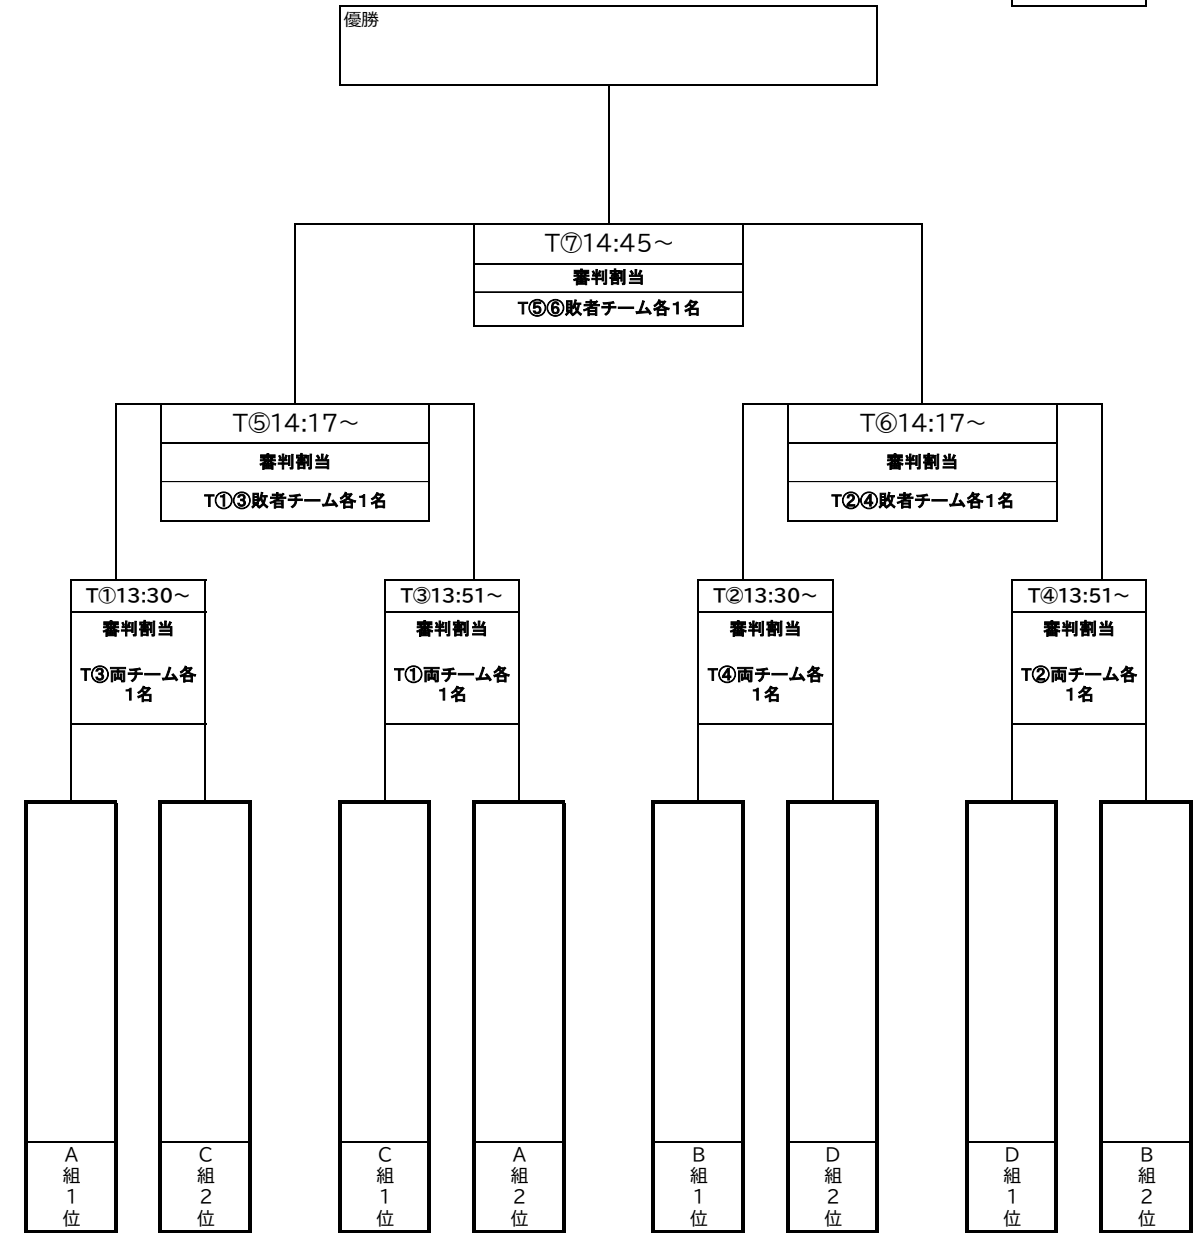 優勝
T⑦14:45～
審判割当
T⑤⑥敗者チーム各1名
T⑤14:17～
審判割当
T①③敗者チーム各1名
T⑥14:17～
審判割当
T②④敗者チーム各1名
T①13:30～
審判割当
T③両チーム各
1名
T③13:51～
審判割当
T①両チーム各
1名
T②13:30～
審判割当
T④両チーム各
1名
T④13:51～
審判割当
T②両チーム各
1名
A組1位
C組2位
C組1位
A組2位
B組1位
D組2位
D組1位
B組2位